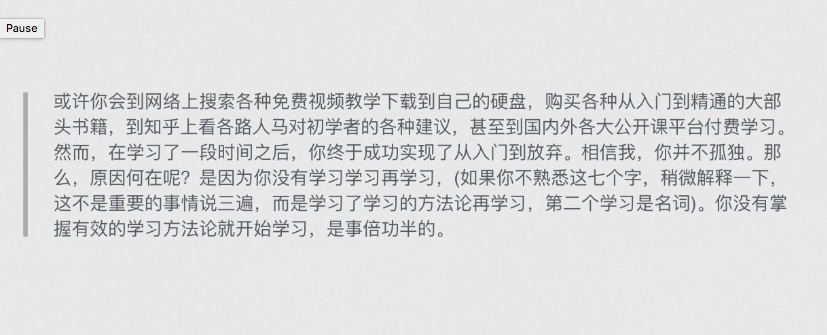 Pause
或许你会到网络上搜索各种免费视频教学下载到自己的硬盘，购买各种从入门到精通的大部
头书籍，到知乎上看各路人马对初学者的各种建议，甚至到国内外各大公开课平台付费学习。
然而，在学习了一段时间之后，你终于成功实现了从入门到放弃。相信我，你并不孤独。那
么，原因何在呢？是因为你没有学习学习再学习，(如果你不熟悉这七个字，稍微解释一下，
这不是重要的事情说三遍，而是学习了学习的方法论再学习，第二个学习是名词)。你没有掌
握有效的学习方法论就开始学习，是事倍功半的。